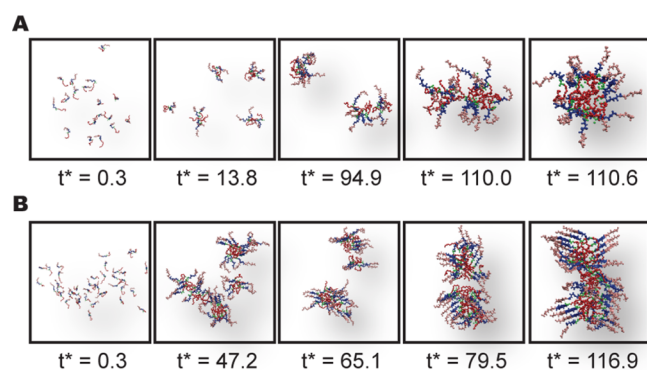 A
t* = 0.3 t* = 13.8 t* = 94.9 t* = 110.0 t* = 110.6
B
t* = 0.3 t* = 47.2 t* = 65.1 t* = 79.5 t* = 116.9